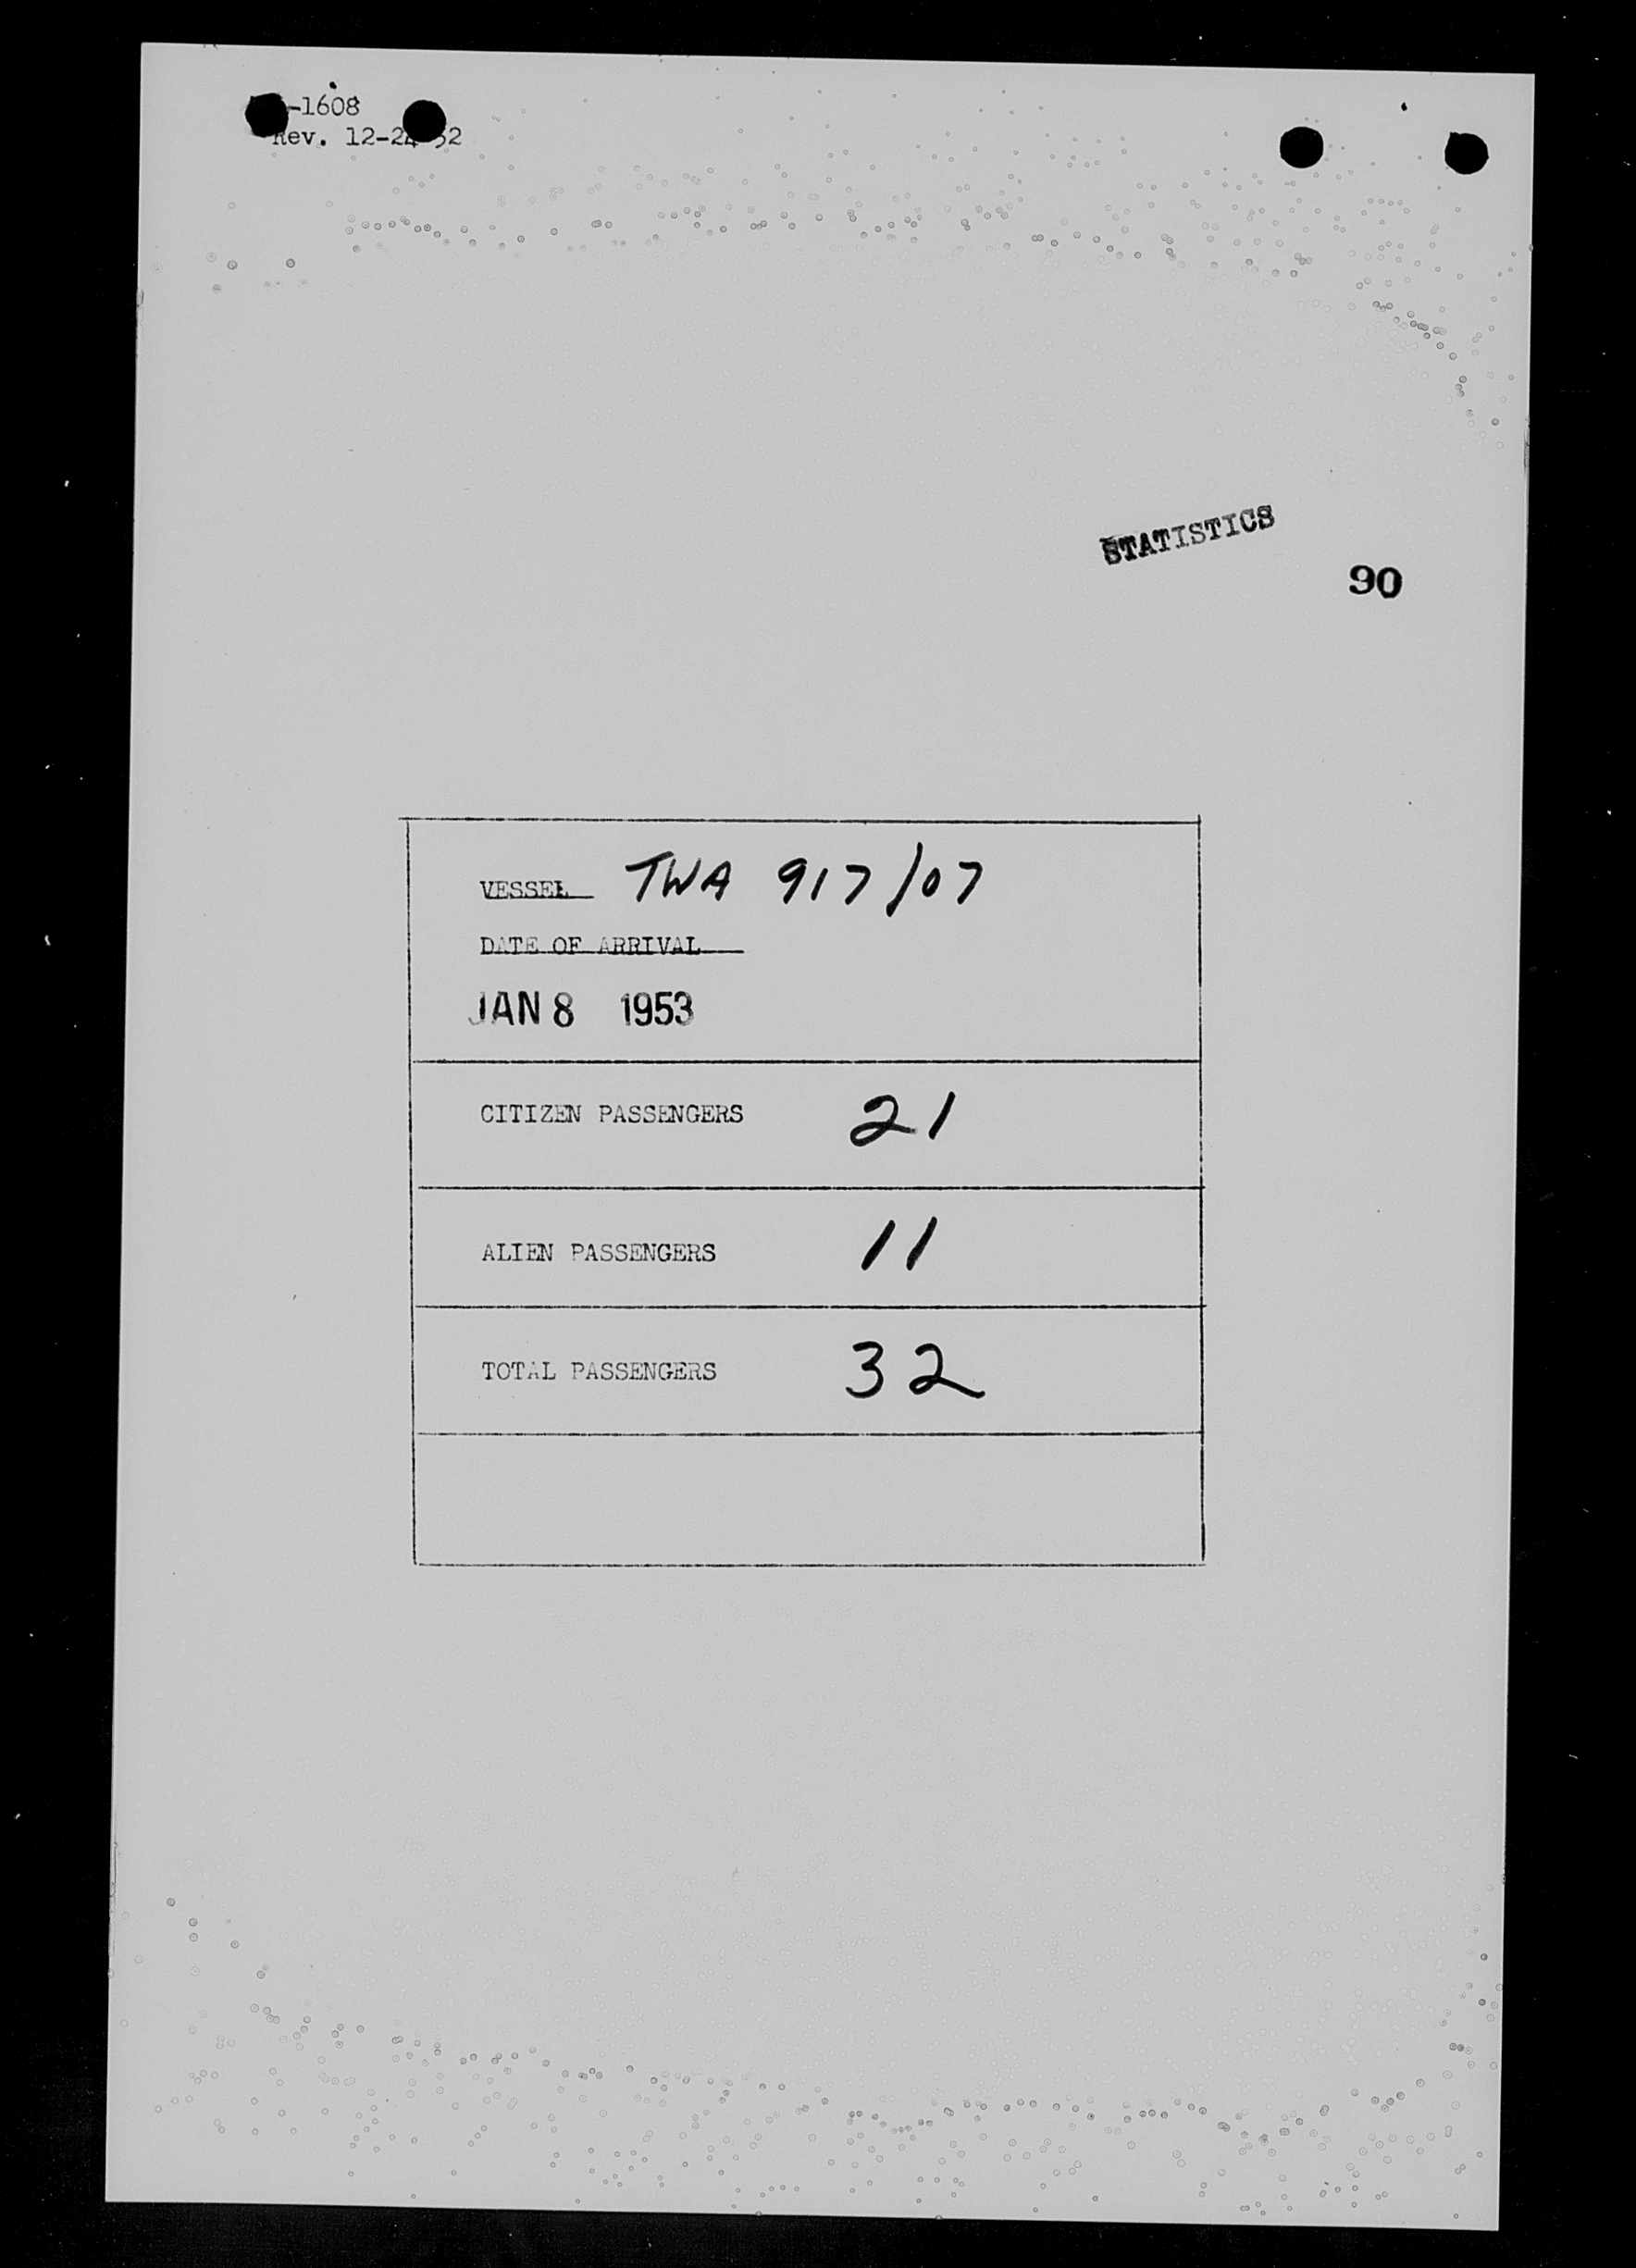 -1608
Rev. 12-24-52
STATISTICS
90
VESSEL TWA 917/07
DATE OF ARRIVAL
JAN 8 1953
CITIZEN PASSENGERS 21
ALIEN PASSENGERS 11
TOTAL PASSENGERS 32